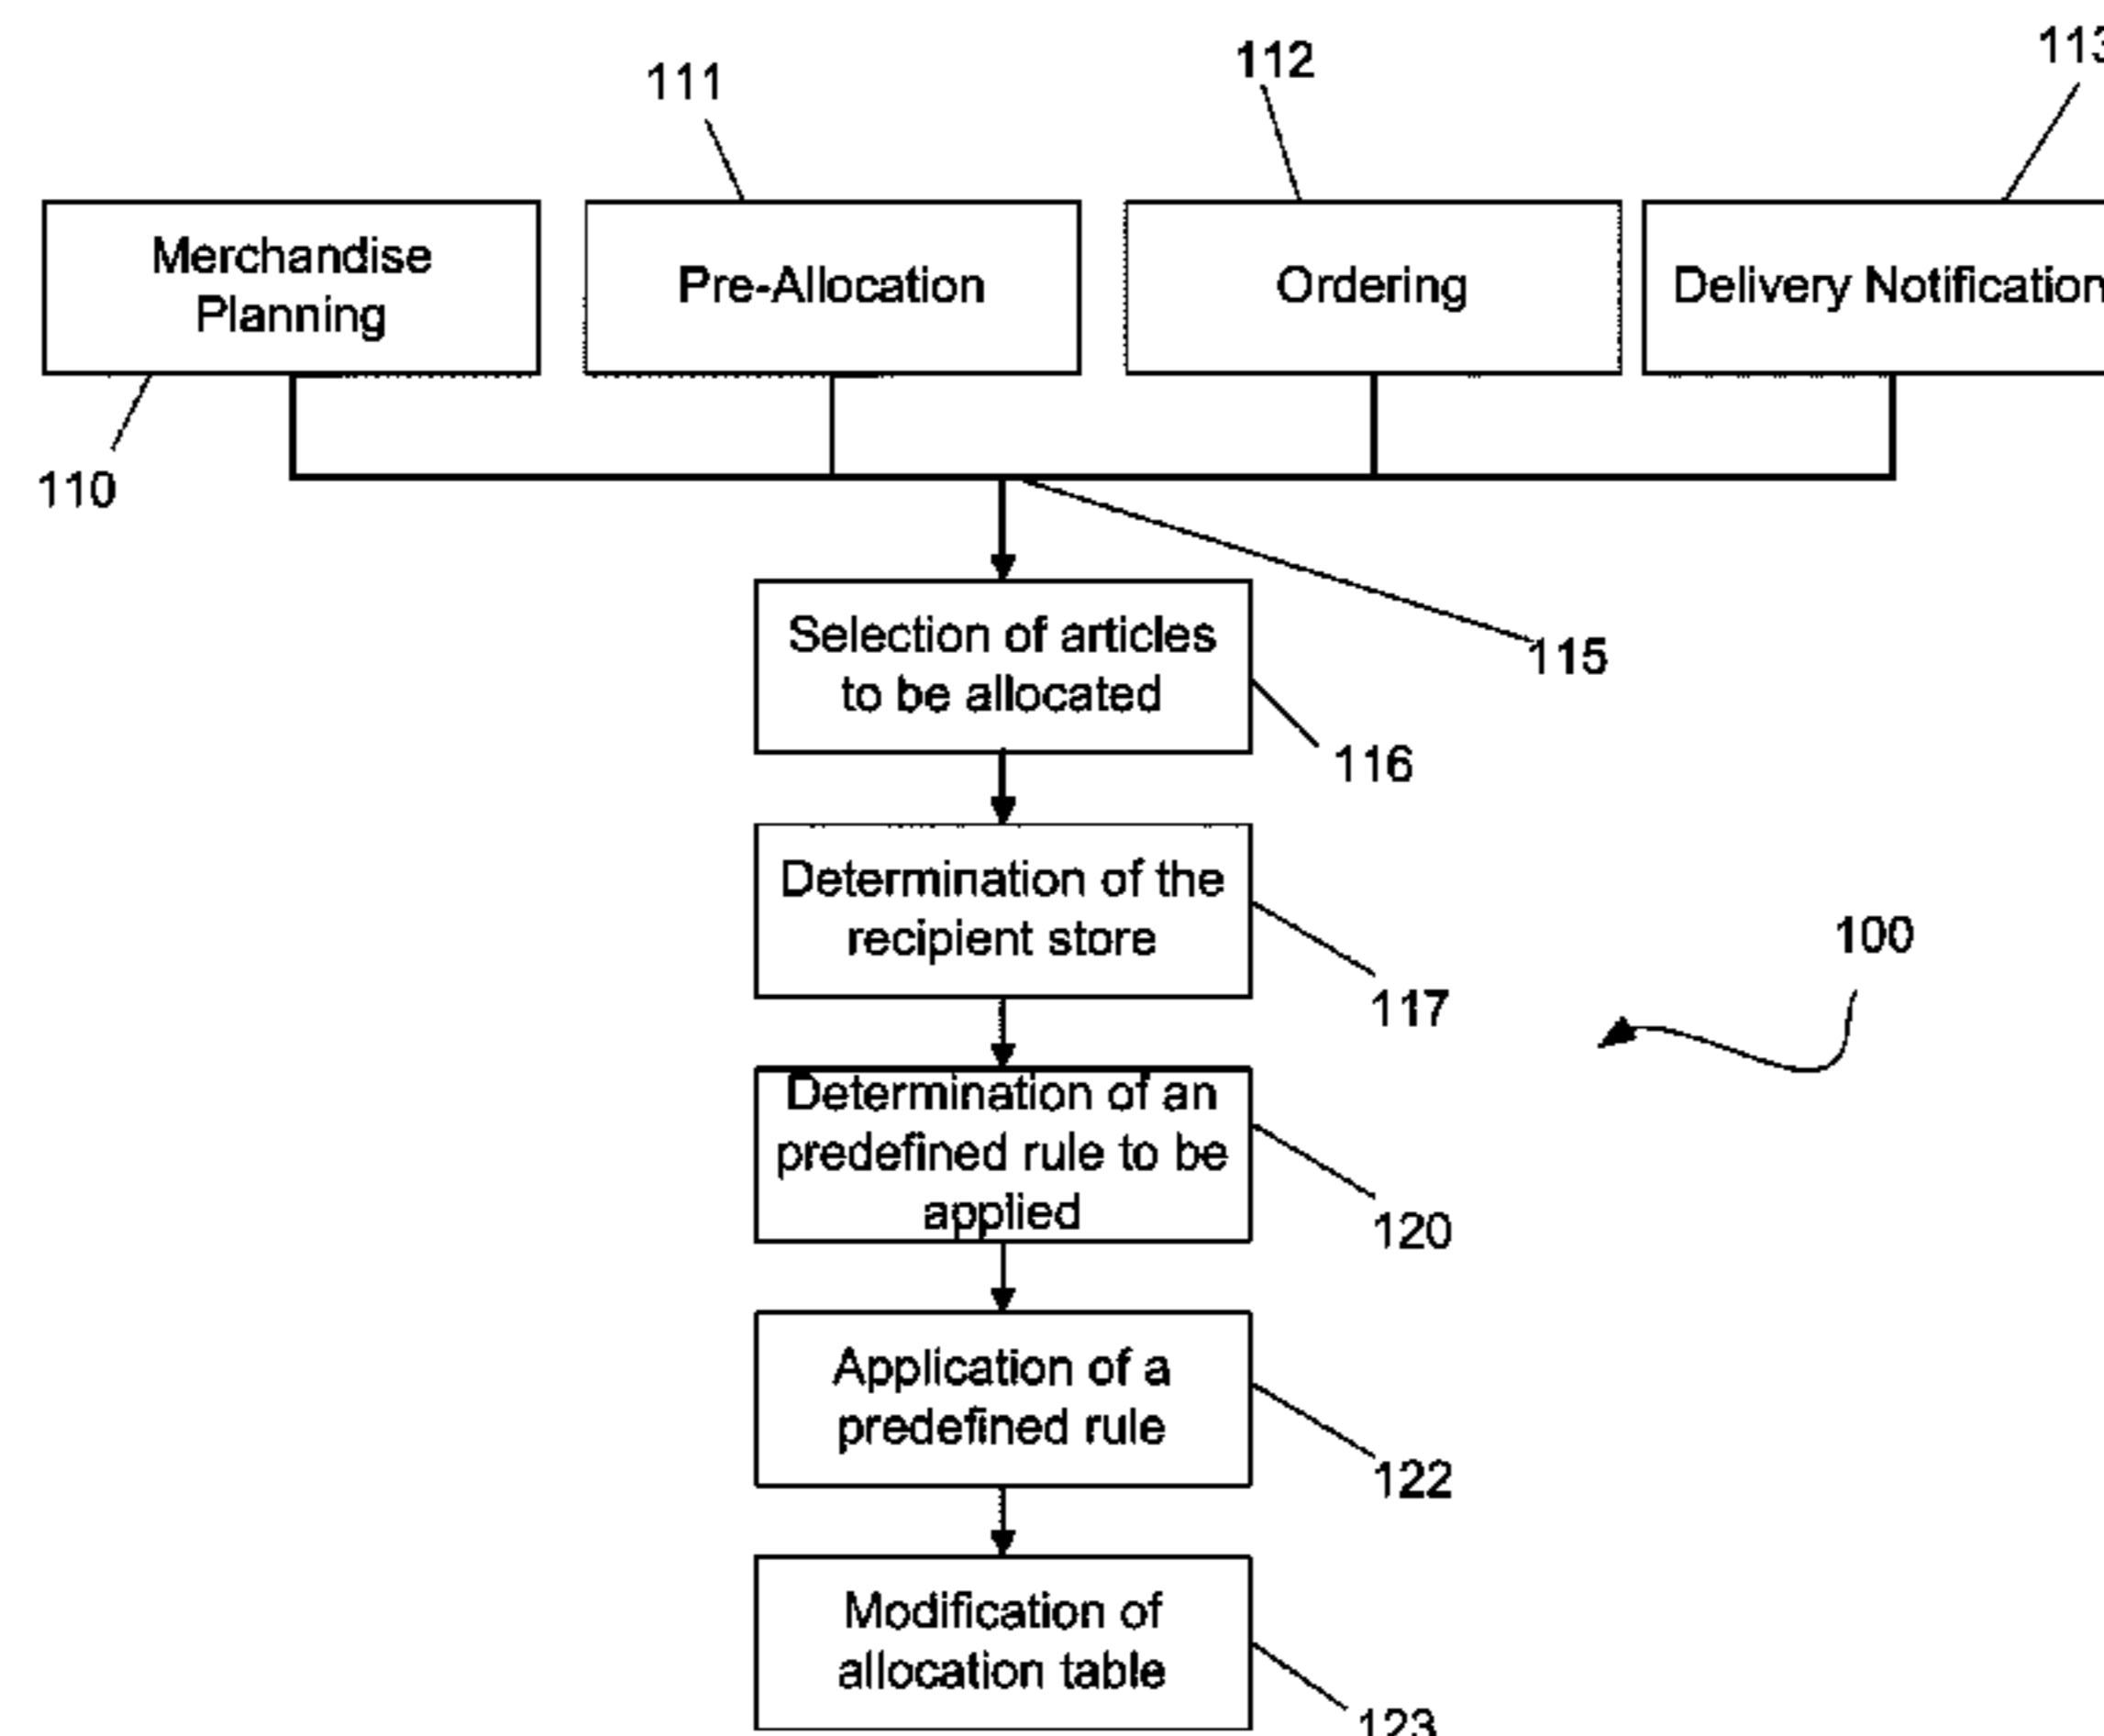 111
112
113
Merchandise
Planning
Pre-Allocation
Ordering
Delivery Notification
110
Selection of articles
to be allocated
115
116
Determination of the
recipient store
117
100
Determination of an
predefined rule to be
applied
120
Application of a
predefined rule
122
Modification of
allocation table
123